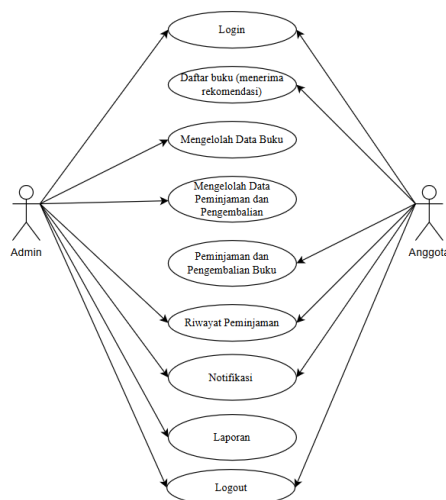 Login
Daftar buku (menerima
rekomendasi)
Mengelolah Data Buku
Mengelolah Data
Peminjaman dan
Pengembalian
Admin
Anggota
Peminjaman dan
Pengembalian Buku
Riwayat Peminjaman
Notifikasi
Laporan
Logout